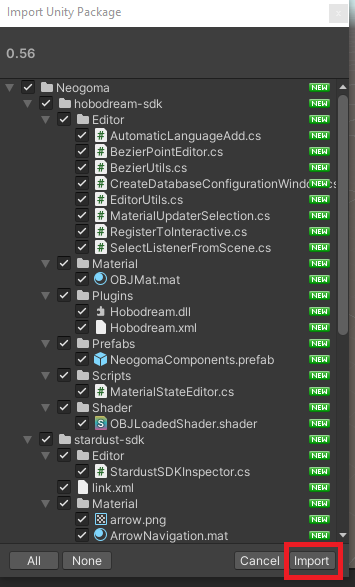 Import Unity Package
0.56
Neogoma NEW
hobodream-sdk NEW
Editor NEW
AutomaticLanguageAdd.cs NEW
BezierPointEditor.cs NEW
BezierUtils.cs NEW
CreateDatabaseConfigurationWindow.cs NEW
EditorUtils.cs NEW
MaterialUpdaterSelection.cs NEW
RegisterToInteractive.cs NEW
SelectListenerFromScene.cs NEW
Material NEW
OBJMat.mat NEW
Plugins NEW
Hobodream.dll NEW
Hobodream.xml NEW
Prefabs NEW
NeogomaComponents.prefab NEW
Scripts NEW
MaterialStateEditor.cs NEW
Shader NEW
OBJLoadedShader.shader NEW
stardust-sdk NEW
Editor NEW
StardustSDKInspector.cs NEW
link.xml NEW
Material NEW
arrow.png NEW
ArrowNavigation.mat NEW
All None Cancel Import